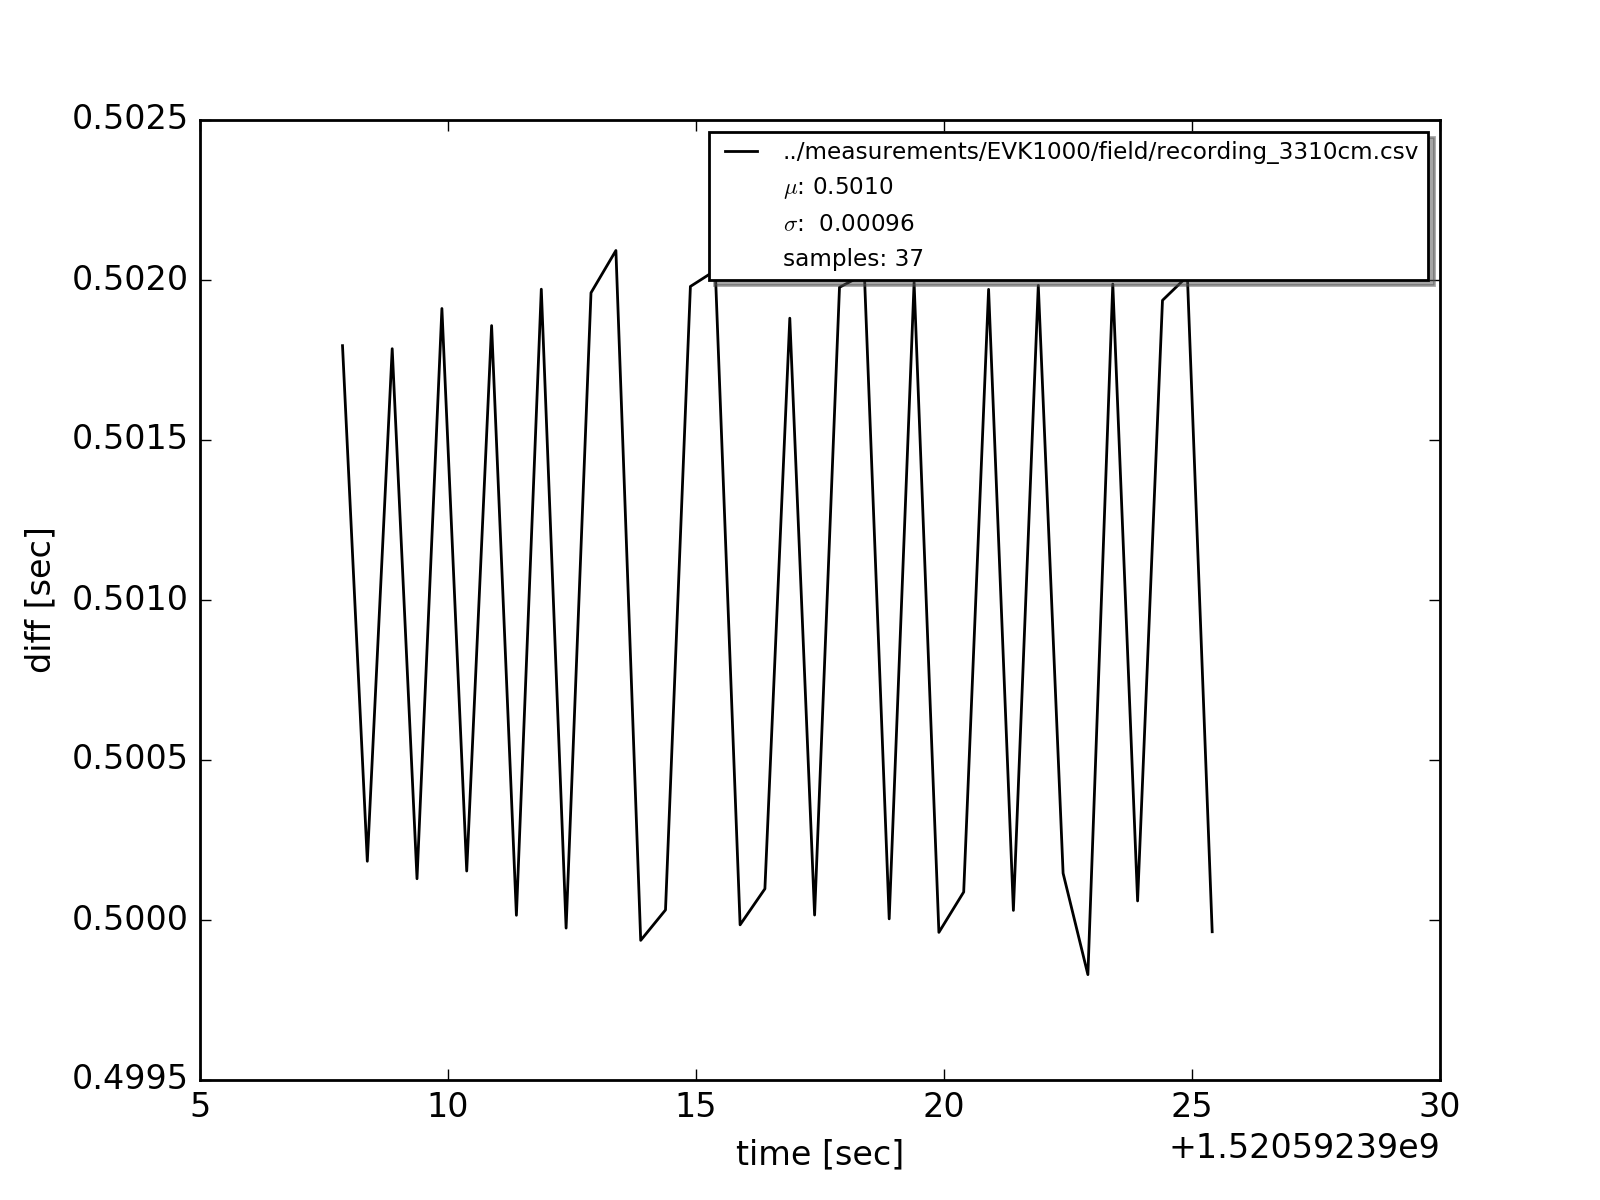 0.5025
0.5020
0.5015
0.5010
0.5005
0.5000
0.4995
diff [sec]
../measurements/EVK1000/field/recording_3310cm.csv
μ: 0.5010
σ: 0.00096
samples: 37
5 10 15 20 25 30
time [sec]
+1.52059239e9